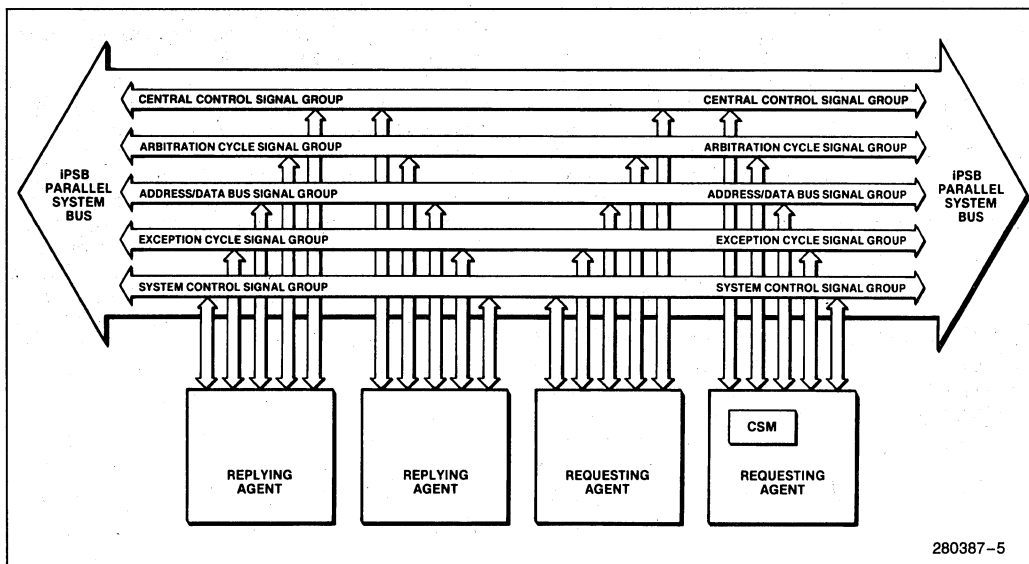 CENTRAL CONTROL SIGNAL GROUP
CENTRAL CONTROL SIGNAL GROUP
ARBITRATION CYCLE SIGNAL GROUP
ARBITRATION CYCLE SIGNAL GROUP
iPSB
PARALLEL
SYSTEM
BUS
ADDRESS/DATA BUS SIGNAL GROUP
ADDRESS/DATA BUS SIGNAL GROUP
iPSB
PARALLEL
SYSTEM
BUS
EXCEPTION CYCLE SIGNAL GROUP
EXCEPTION CYCLE SIGNAL GROUP
SYSTEM CONTROL SIGNAL GROUP
SYSTEM CONTROL SIGNAL GROUP
REPLYING
AGENT
REPLYING
AGENT
REQUESTING
AGENT
CSM
REQUESTING
AGENT
280387–5